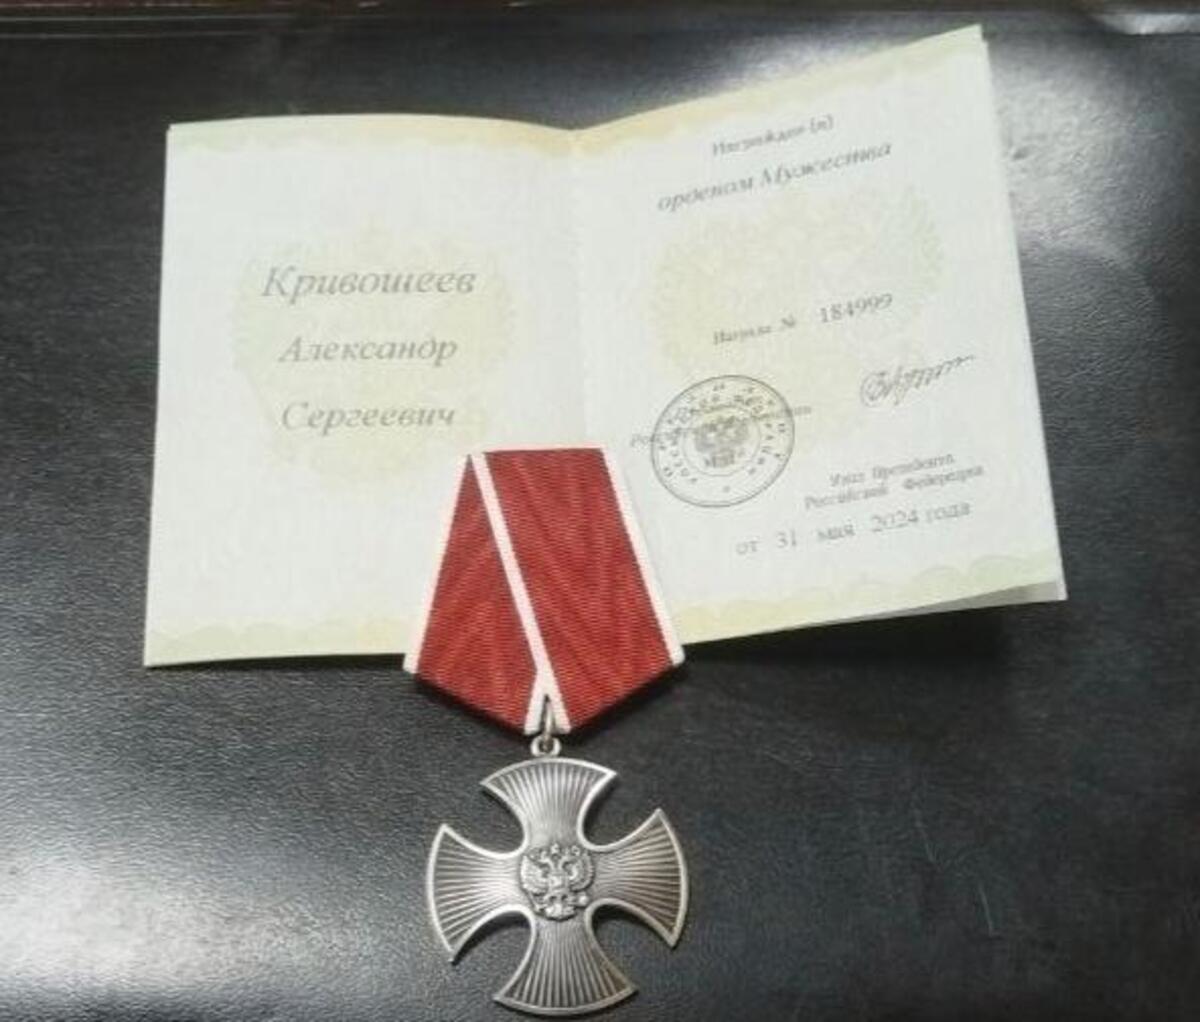 Кривошеев
Александр
Сергеевич
Награжден (а)
орденом Мужества
Награда № 184999
Указ Президента
Российской Федерации
от 31 мая 2024 года